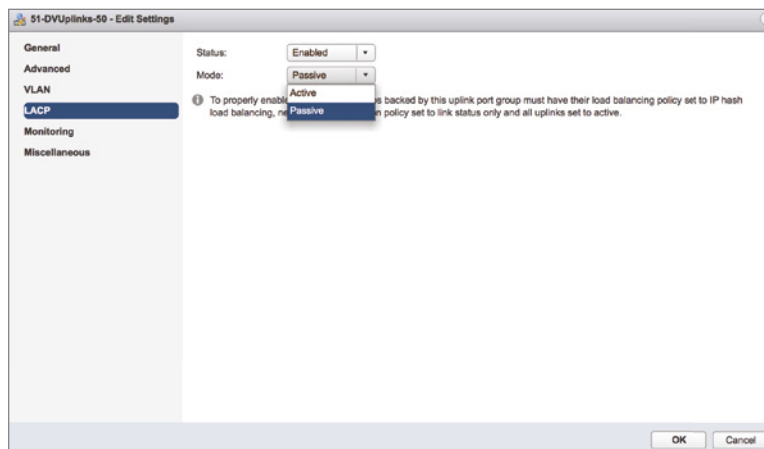 51-DVUplinks-50 - Edit Settings
General
Advanced
VLAN
LACP
Monitoring
Miscellaneous
Status: Enabled
Mode: Passive
Active
Passive
To properly enabl s backed by this uplink port group must have their load balancing policy set to IP hash
load balancing, ne n policy set to link status only and all uplinks set to active.
OK Cancel